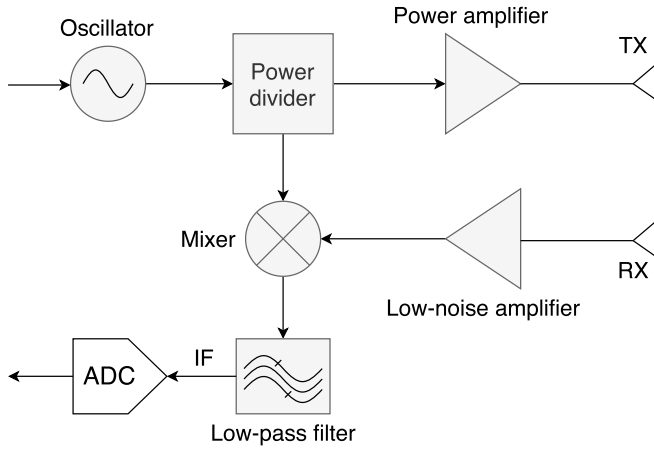 Oscillator
Power amplifier
TX
Power
divider
Mixer
RX
Low-noise amplifier
IF
ADC
Low-pass filter